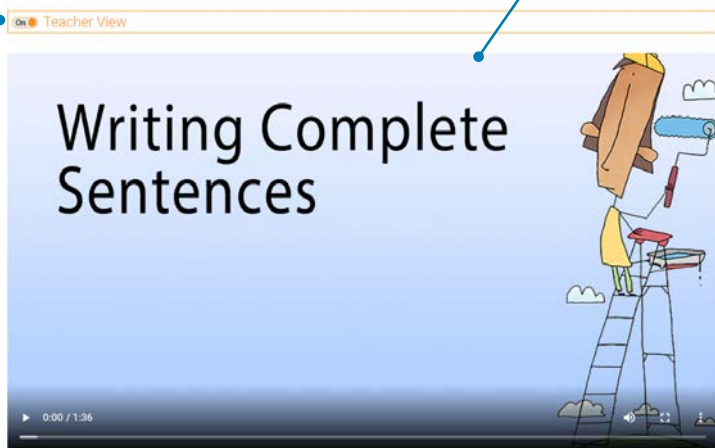 On Teacher View
Writing Complete
Sentences
0:00 / 1:36